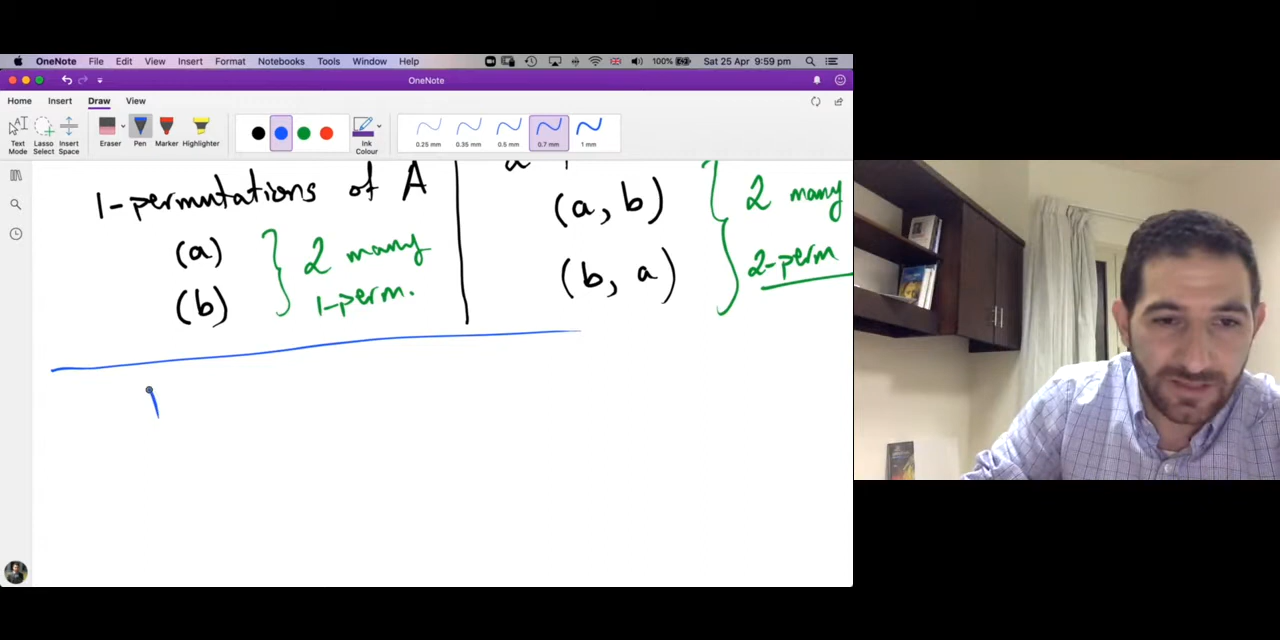 OneNote File Edit View Insert Format Notebooks Tools Window Help 100% Sat 25 Apr 9:59 pm
OneNote
Home Insert Draw View
Text Mode Lasso Select Insert Space Eraser Pen Marker Highlighter Ink Colour 0.25 mm 0.35 mm 0.5 mm 0.7 mm 1 mm
1-permutations of A
(a)
(b)
2 many
1-perm.
(a, b)
(b, a)
2 many
2-perm